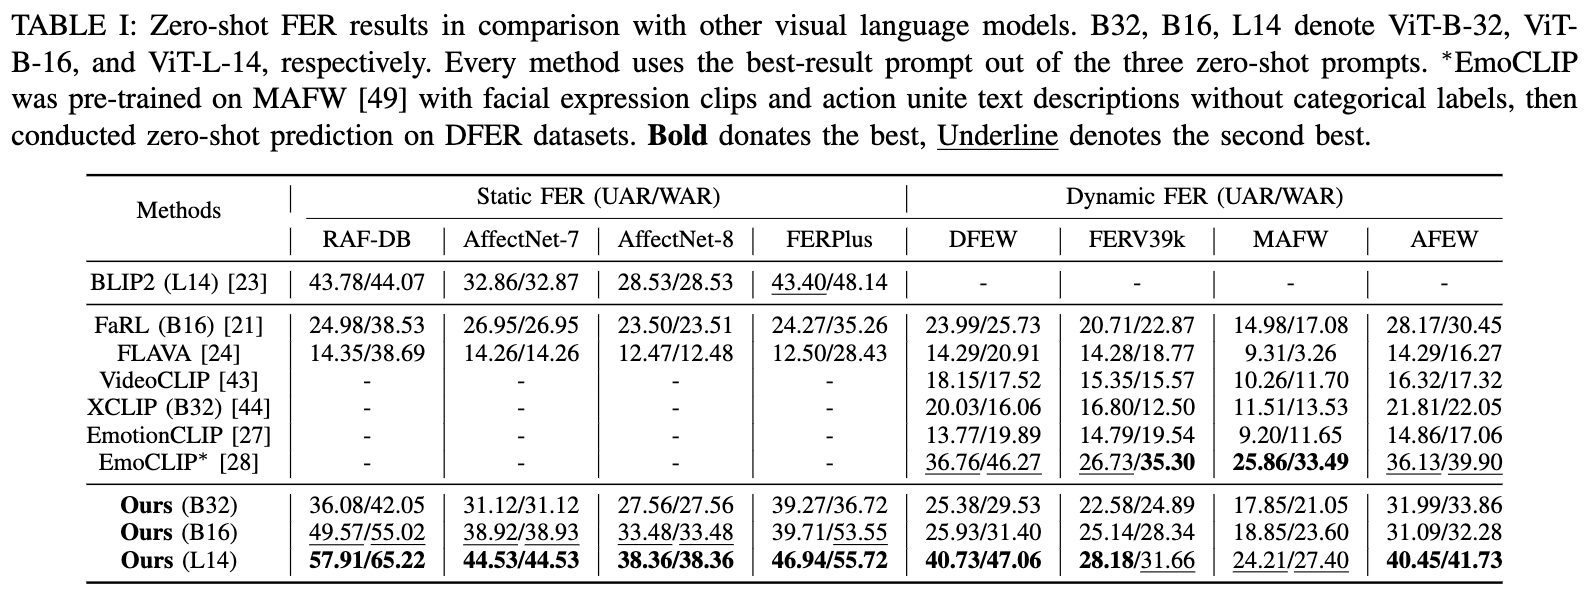 TABLE I: Zero-shot FER results in comparison with other visual language models. B32, B16, L14 denote ViT-B-32, ViT-
B-16, and ViT-L-14, respectively. Every method uses the best-result prompt out of the three zero-shot prompts. *EmoCLIP
was pre-trained on MAFW [49] with facial expression clips and action unite text descriptions without categorical labels, then
conducted zero-shot prediction on DFER datasets. Bold donates the best, Underline denotes the second best.
Methods | Static FER (UAR/WAR) | Dynamic FER (UAR/WAR)
| RAF-DB | AffectNet-7 | AffectNet-8 | FERPlus | DFEW | FERV39k | MAFW | AFEW
BLIP2 (L14) [23] | 43.78/44.07 | 32.86/32.87 | 28.53/28.53 | 43.40/48.14 | - | - | - | -
FaRL (B16) [21] | 24.98/38.53 | 26.95/26.95 | 23.50/23.51 | 24.27/35.26 | 23.99/25.73 | 20.71/22.87 | 14.98/17.08 | 28.17/30.45
FLAVA [24] | 14.35/38.69 | 14.26/14.26 | 12.47/12.48 | 12.50/28.43 | 14.29/20.91 | 14.28/18.77 | 9.31/3.26 | 14.29/16.27
VideoCLIP [43] | - | - | - | - | 18.15/17.52 | 15.35/15.57 | 10.26/11.70 | 16.32/17.32
XCLIP (B32) [44] | - | - | - | - | 20.03/16.06 | 16.80/12.50 | 11.51/13.53 | 21.81/22.05
EmotionCLIP [27] | - | - | - | - | 13.77/19.89 | 14.79/19.54 | 9.20/11.65 | 14.86/17.06
EmoCLIP* [28] | - | - | - | - | 36.76/46.27 | 26.73/35.30 | 25.86/33.49 | 36.13/39.90
Ours (B32) | 36.08/42.05 | 31.12/31.12 | 27.56/27.56 | 39.27/36.72 | 25.38/29.53 | 22.58/24.89 | 17.85/21.05 | 31.99/33.86
Ours (B16) | 49.57/55.02 | 38.92/38.93 | 33.48/33.48 | 39.71/53.55 | 25.93/31.40 | 25.14/28.34 | 18.85/23.60 | 31.09/32.28
Ours (L14) | 57.91/65.22 | 44.53/44.53 | 38.36/38.36 | 46.94/55.72 | 40.73/47.06 | 28.18/31.66 | 24.21/27.40 | 40.45/41.73